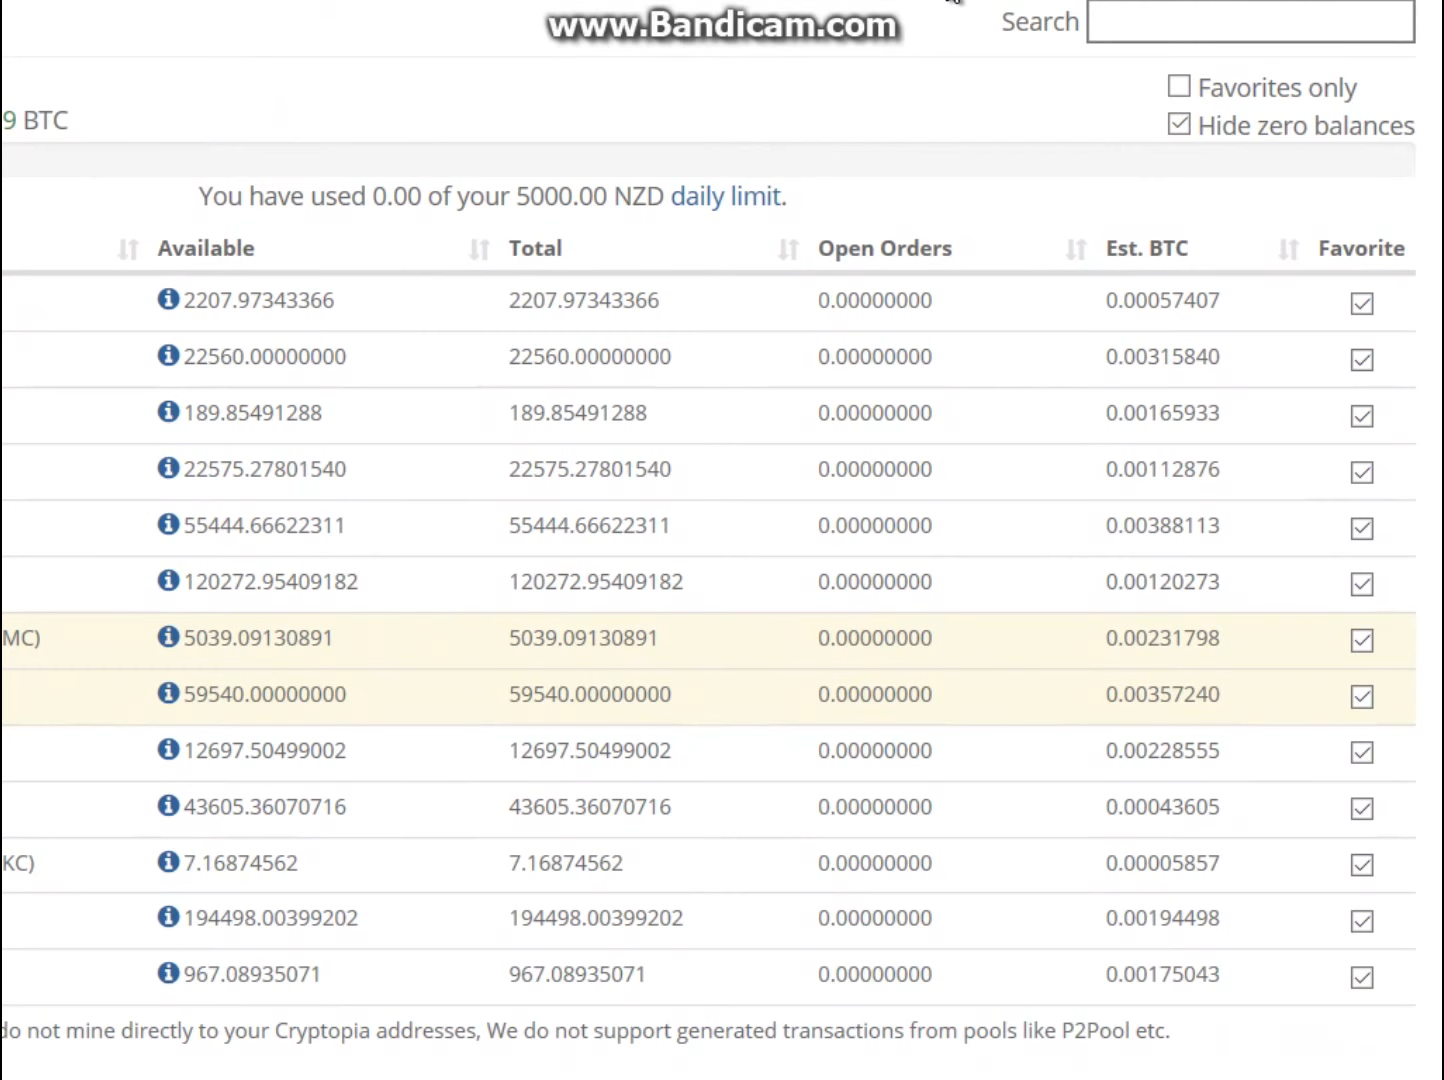 www.Bandicam.com
Search
Favorites only
9 BTC
Hide zero balances
You have used 0.00 of your 5000.00 NZD daily limit.
Available Total Open Orders Est. BTC Favorite
2207.97343366 2207.97343366 0.00000000 0.00057407
22560.00000000 22560.00000000 0.00000000 0.00315840
189.85491288 189.85491288 0.00000000 0.00165933
22575.27801540 22575.27801540 0.00000000 0.00112876
55444.66622311 55444.66622311 0.00000000 0.00388113
120272.95409182 120272.95409182 0.00000000 0.00120273
MC) 5039.09130891 5039.09130891 0.00000000 0.00231798
59540.00000000 59540.00000000 0.00000000 0.00357240
12697.50499002 12697.50499002 0.00000000 0.00228555
43605.36070716 43605.36070716 0.00000000 0.00043605
KC) 7.16874562 7.16874562 0.00000000 0.00005857
194498.00399202 194498.00399202 0.00000000 0.00194498
967.08935071 967.08935071 0.00000000 0.00175043
do not mine directly to your Cryptopia addresses, We do not support generated transactions from pools like P2Pool etc.